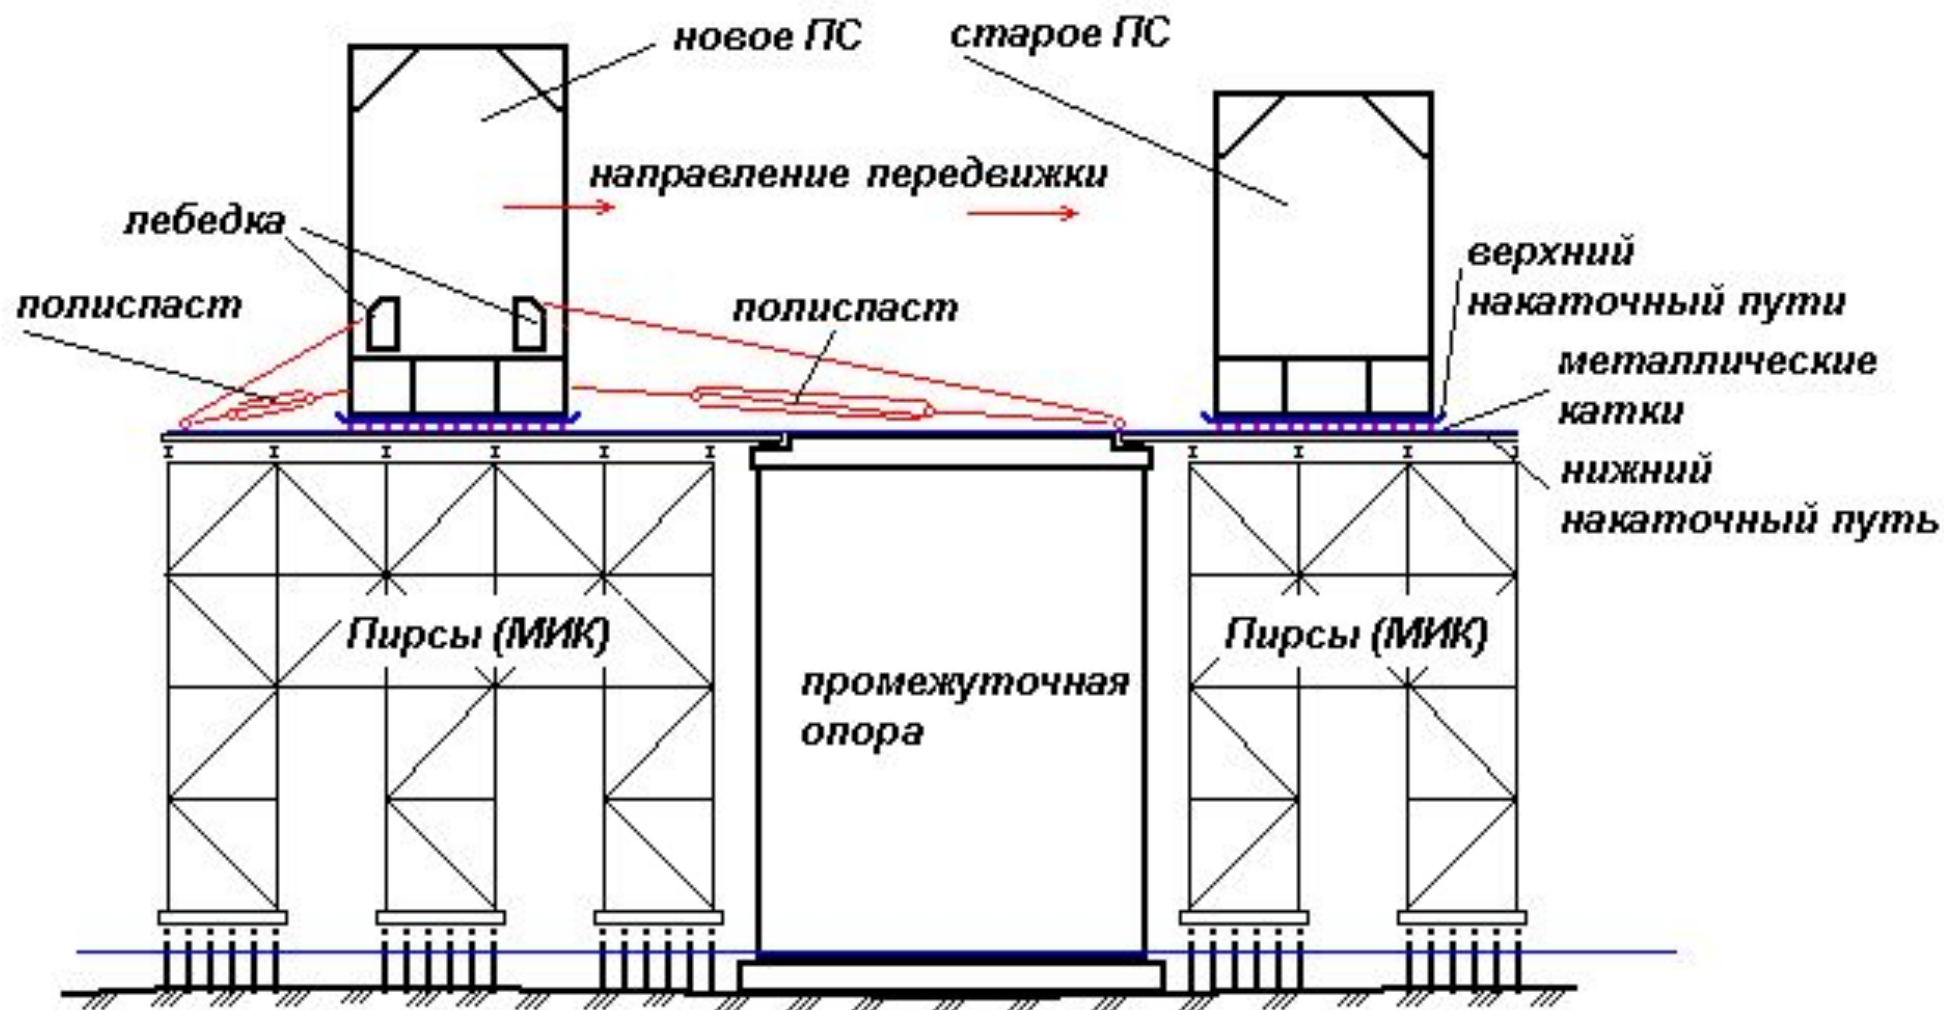 новое ПС
старое ПС
направление передвижки
лебедка
полиспаст
полиспаст
верхний
накаточный пути
металлические
катки
нижний
накаточный путь
Пирсы (МИК)
Пирсы (МИК)
промежуточная
опора